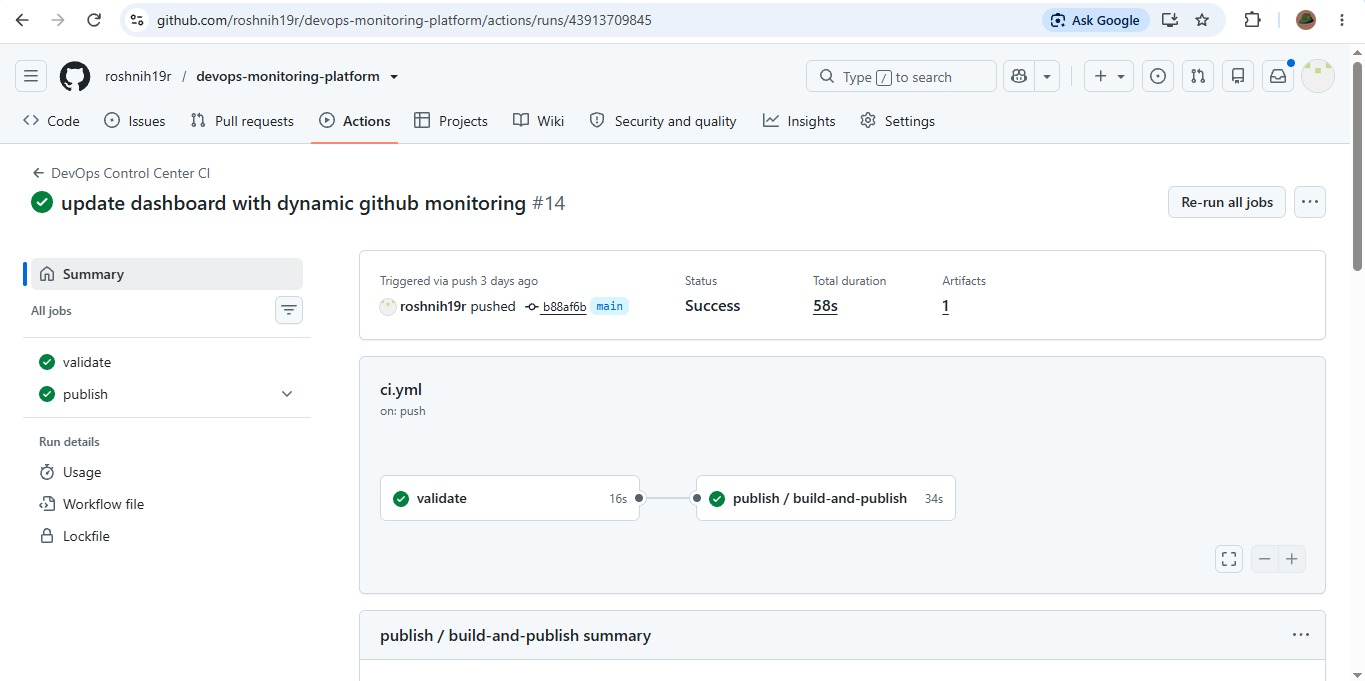 github.com/roshnih19r/devops-monitoring-platform/actions/runs/43913709845
Ask Google
roshnih19r / devops-monitoring-platform
Type / to search
Code Issues Pull requests Actions Projects Wiki Security and quality Insights Settings
DevOps Control Center CI
update dashboard with dynamic github monitoring #14
Re-run all jobs
Summary
All jobs
validate
publish
Run details
Usage
Workflow file
Lockfile
Triggered via push 3 days ago
roshnih19r pushed b88af6b main
Status
Success
Total duration
58s
Artifacts
1
ci.yml
on: push
validate 16s
publish / build-and-publish 34s
publish / build-and-publish summary